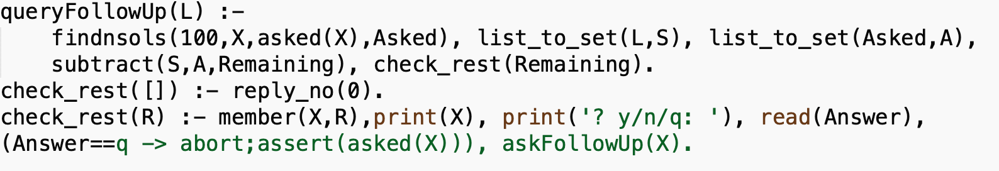 queryFollowUp(L) :-
    findnsols(100,X,asked(X),Asked), list_to_set(L,S), list_to_set(Asked,A),
    subtract(S,A,Remaining), check_rest(Remaining).
check_rest([]) :- reply_no(0).
check_rest(R) :- member(X,R),print(X), print('? y/n/q: '), read(Answer),
(Answer==q -> abort;assert(asked(X))), askFollowUp(X).